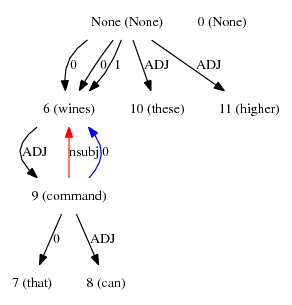 None (None) 0 (None)
0 0 1 ADJ ADJ
6 (wines) 10 (these) 11 (higher)
ADJ nsubj 0
9 (command)
0 ADJ
7 (that) 8 (can)